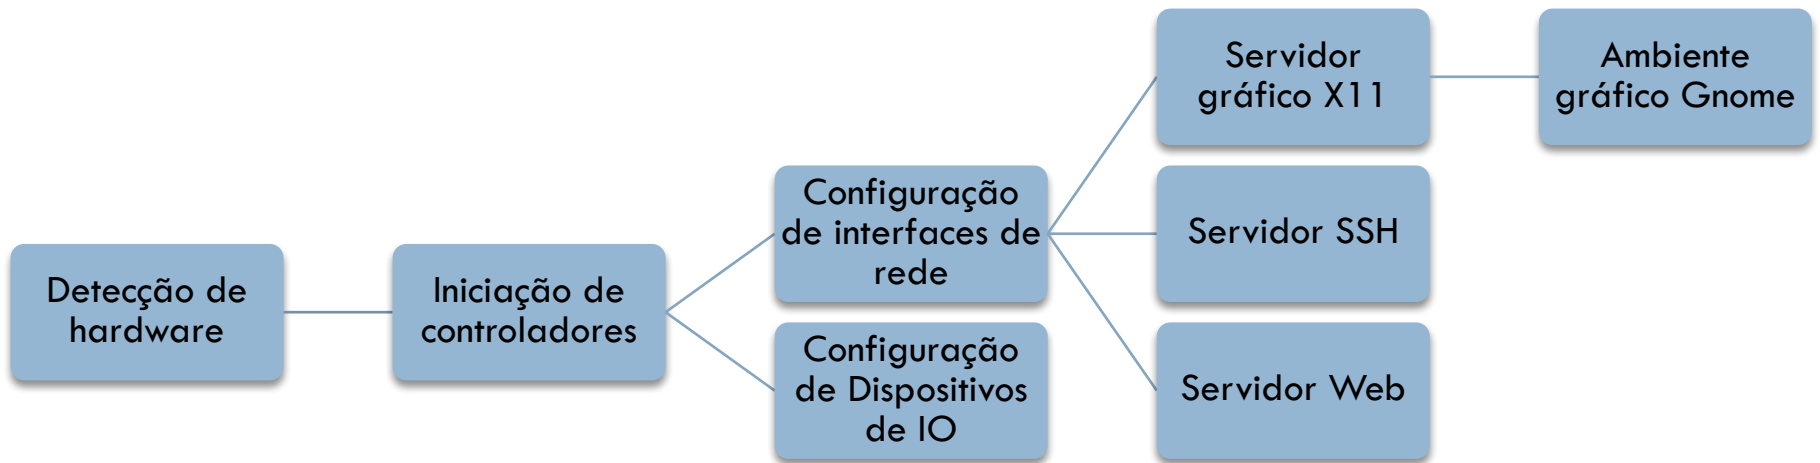 Detecção de
hardware
Iniciação de
controladores
Configuração
de interfaces de
rede
Configuração
de Dispositivos
de IO
Servidor
gráfico X11
Servidor SSH
Servidor Web
Ambiente
gráfico Gnome